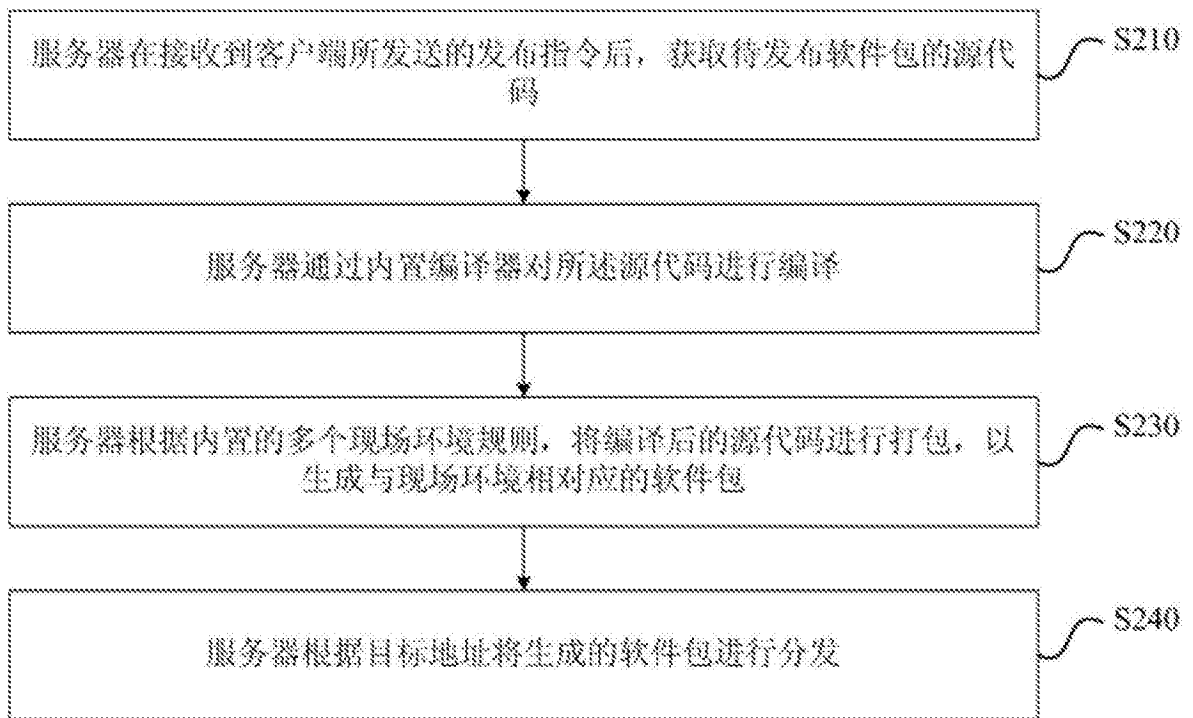 服务器在接收到客户端所发送的发布指令后，获取待发布软件包的源代
码
S210
服务器通过内置编译器对所述源代码进行编译
S220
服务器根据内置的多个现场环境规则，将编译后的源代码进行打包，以
生成与现场环境相对应的软件包
S230
服务器根据目标地址将生成的软件包进行分发
S240